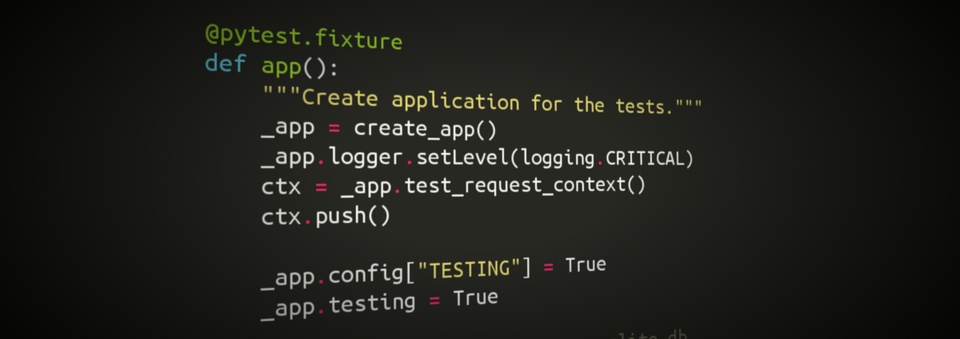 @pytest.fixture
def app():
    """Create application for the tests."""
    _app = create_app()
    _app.logger.setLevel(logging.CRITICAL)
    ctx = _app.test_request_context()
    ctx.push()
    _app.config["TESTING"] = True
    _app.testing = True